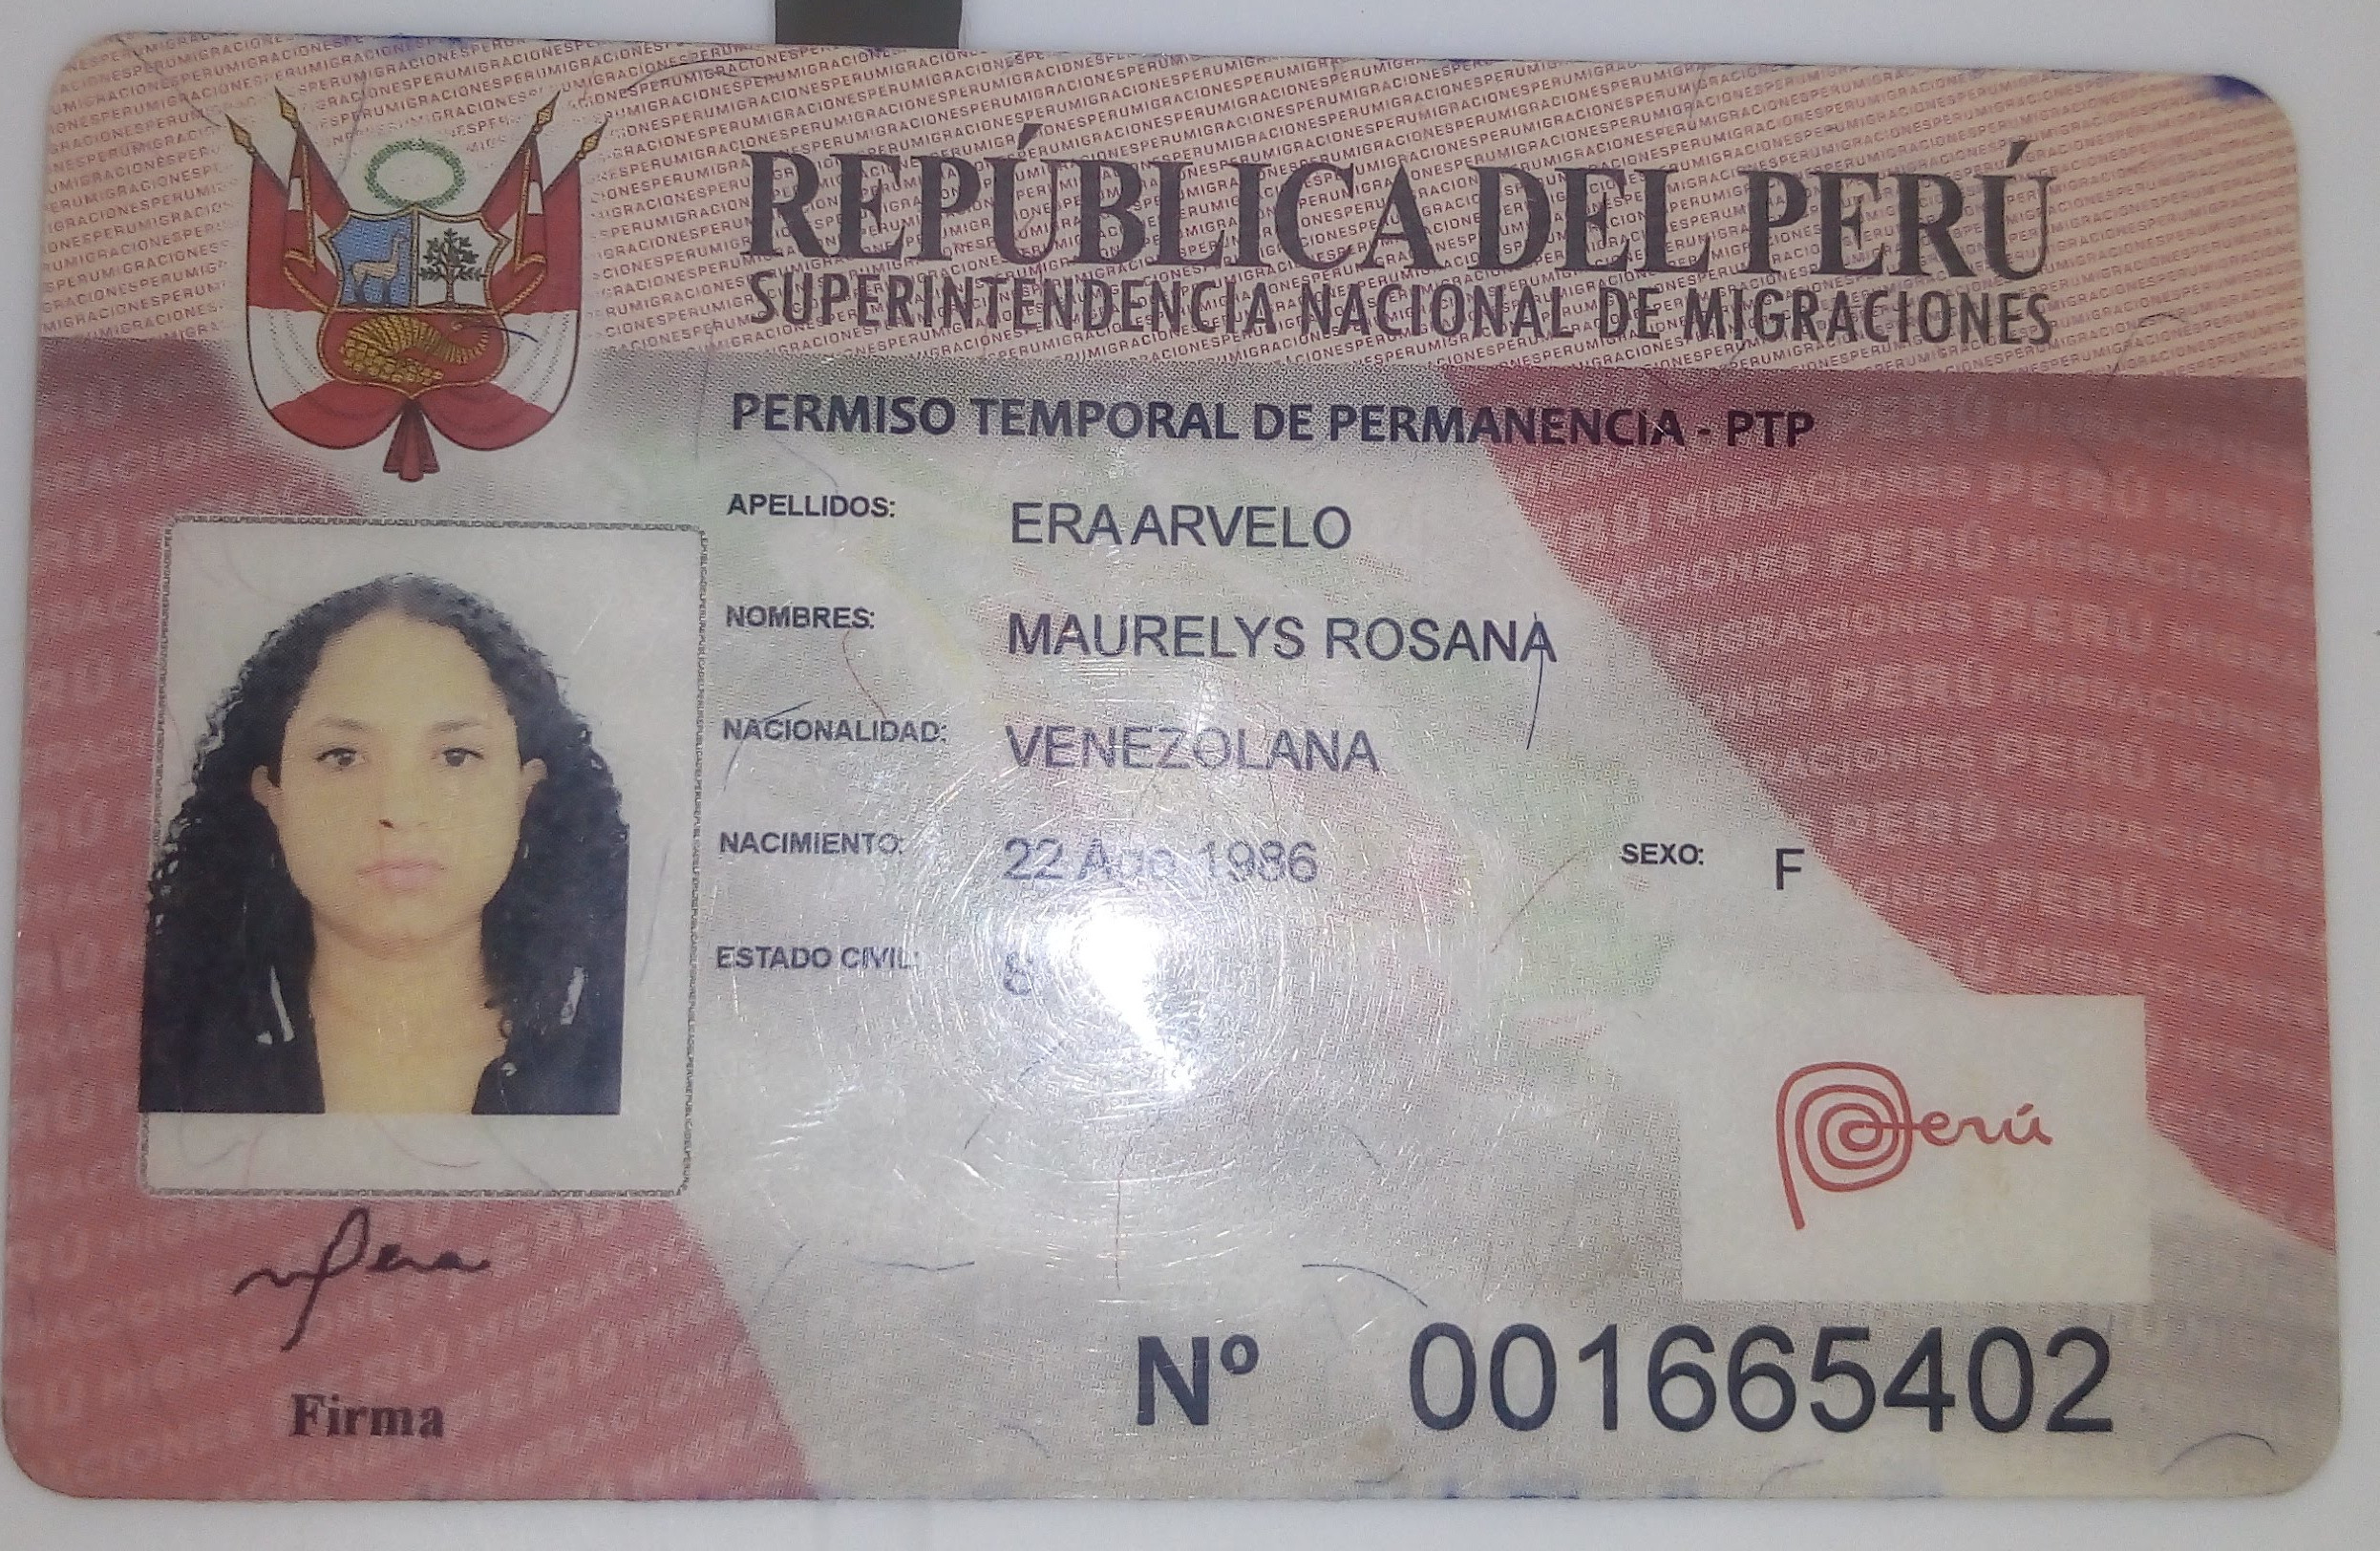 REPÚBLICA DEL PERÚ
SUPERINTENDENCIA NACIONAL DE MIGRACIONES
PERMISO TEMPORAL DE PERMANENCIA - PTP
APELLIDOS: ERA ARVELO
NOMBRES: MAURELYS ROSANA
NACIONALIDAD: VENEZOLANA
NACIMIENTO: 22 Ago 1986 SEXO: F
ESTADO CIVIL:
Perú
Firma
Nº 001665402